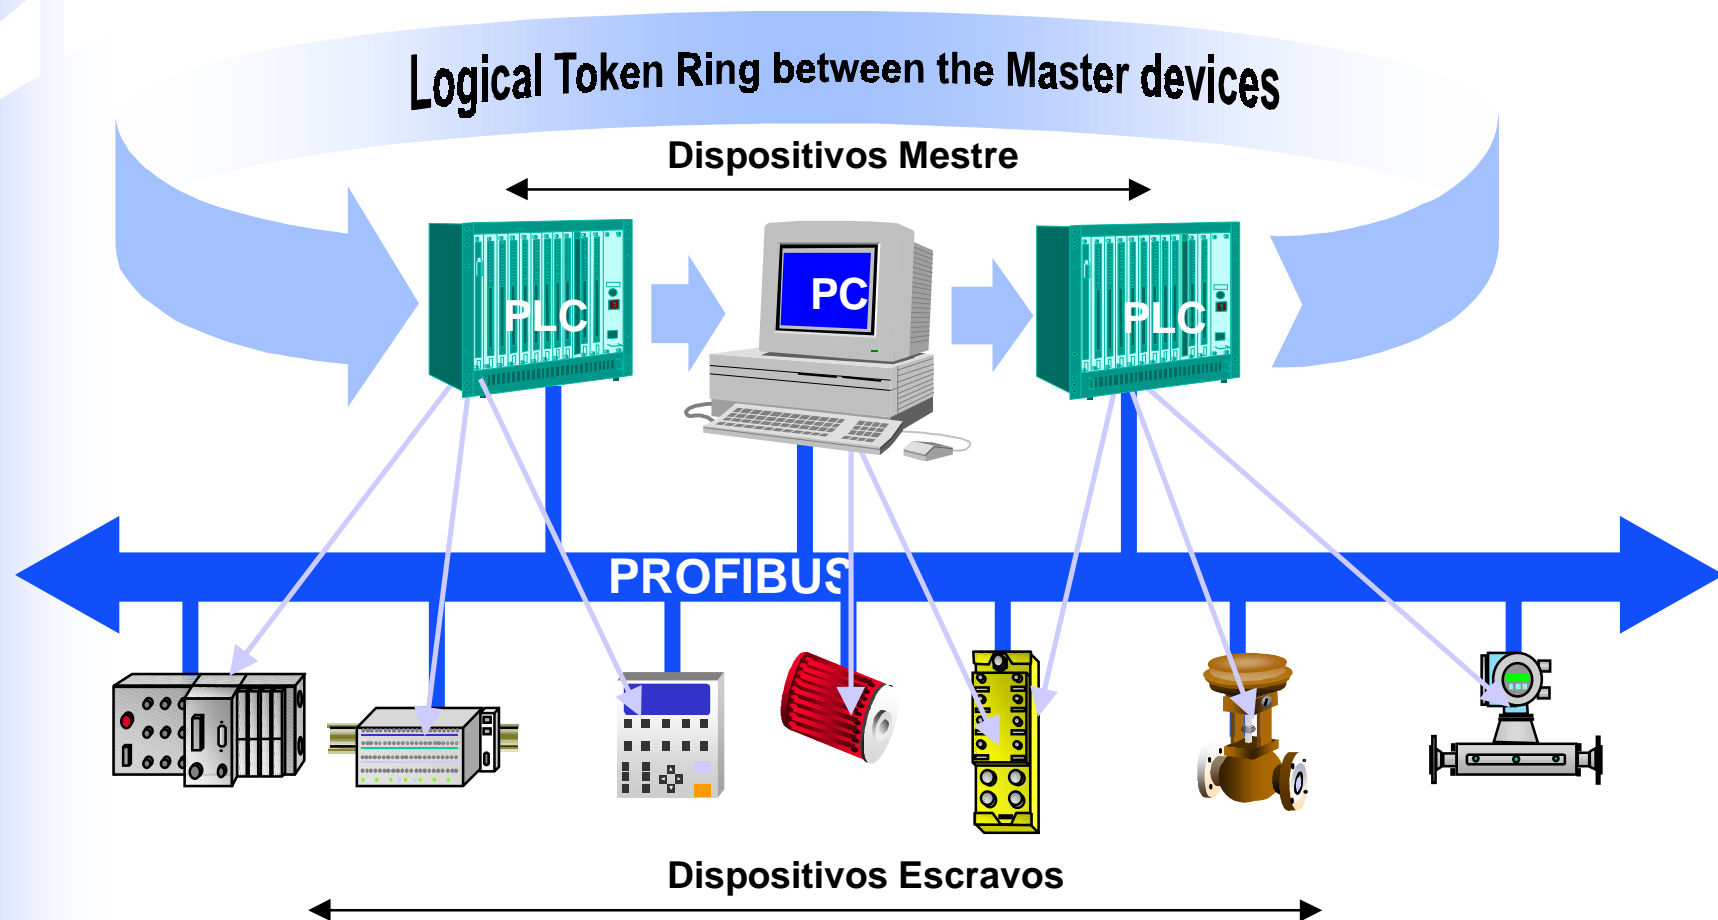 Logical Token Ring between the Master devices
Dispositivos Mestre
PLC
PC
PLC
PROFIBUS
Dispositivos Escravos